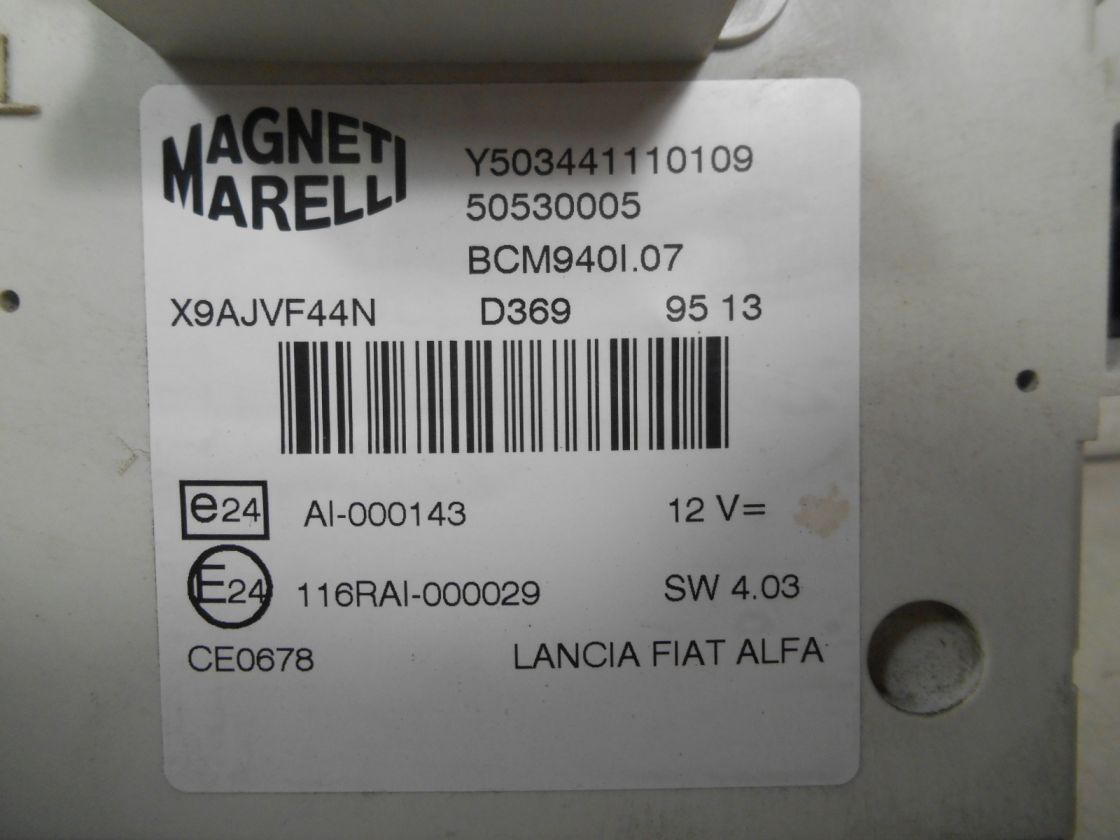 MAGNETI
MARELLI
Y503441110109
50530005
BCM940I.07
X9AJVF44N D369 95 13
e24 AI-000143 12 V=
E24 116RAI-000029 SW 4.03
CE0678 LANCIA FIAT ALFA